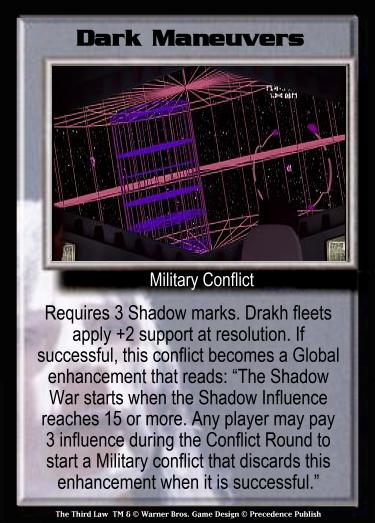 Dark Maneuvers
Military Conflict
Requires 3 Shadow marks. Drakh fleets
apply +2 support at resolution. If
successful, this conflict becomes a Global
enhancement that reads: “The Shadow
War starts when the Shadow Influence
reaches 15 or more. Any player may pay
3 influence during the Conflict Round to
start a Military conflict that discards this
enhancement when it is successful.”
The Third Law TM & © Warner Bros. Game Design © Precedence Publish